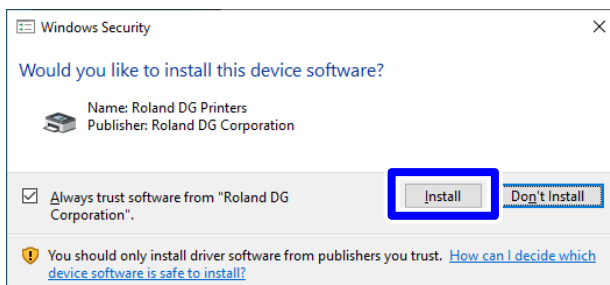 Windows Security
Would you like to install this device software?
Name: Roland DG Printers
Publisher: Roland DG Corporation
Always trust software from "Roland DG
Corporation".
Install
Don't Install
You should only install driver software from publishers you trust. How can I decide which
device software is safe to install?